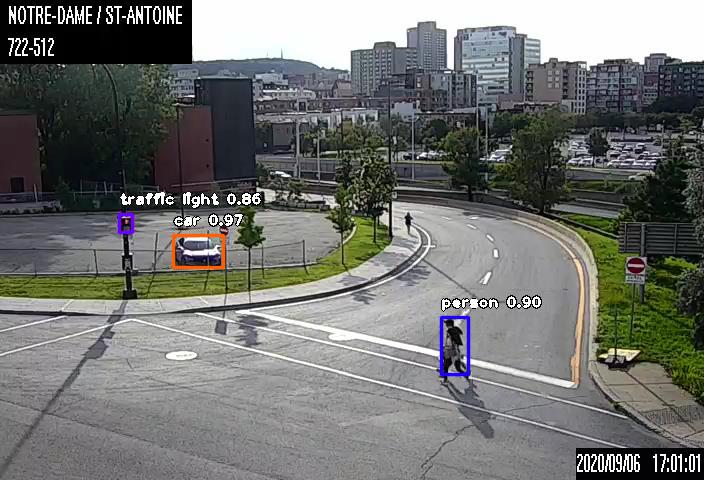 NOTRE-DAME / ST-ANTOINE
722-512
traffic light 0.86
car 0.97
person 0.90
2020/09/06 17:01:01